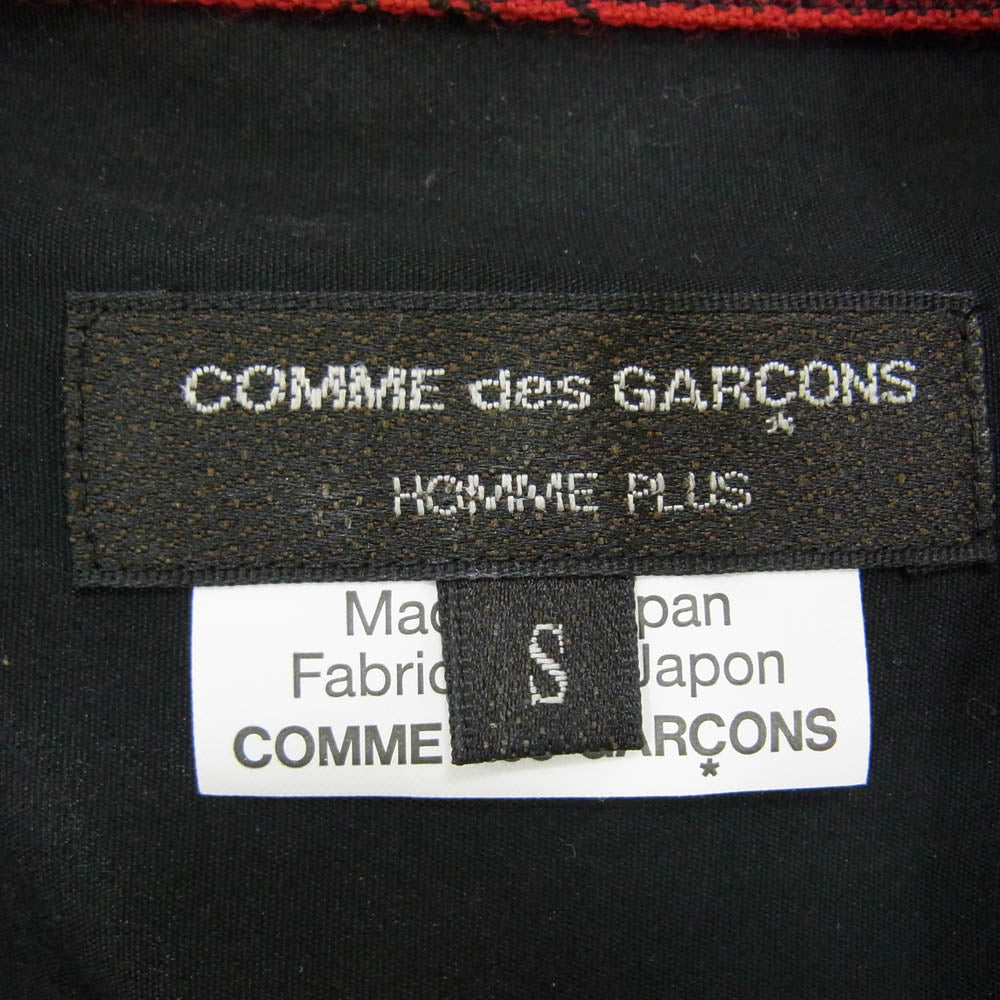 COMME des GARÇONS
*
HOMME PLUS
S
Mac pan
Fabric Japon
COMME GARÇONS
*